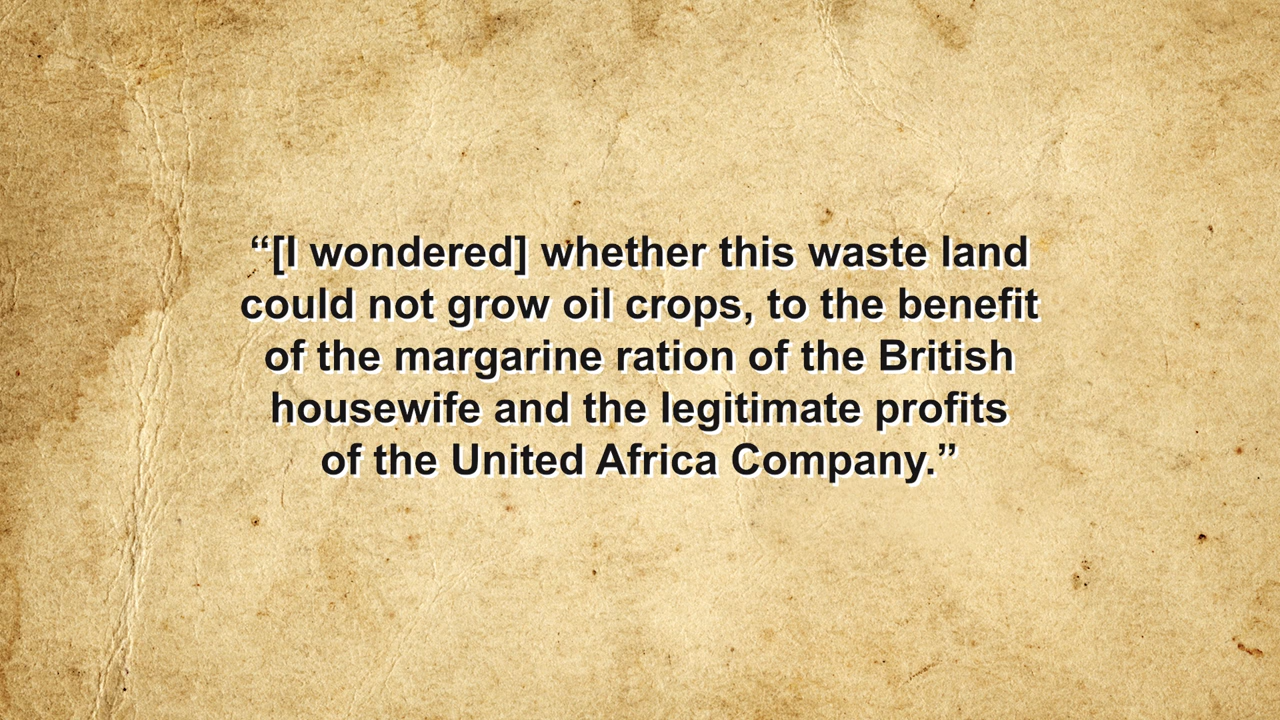 “[I wondered] whether this waste land
could not grow oil crops, to the benefit
of the margarine ration of the British
housewife and the legitimate profits
of the United Africa Company.”